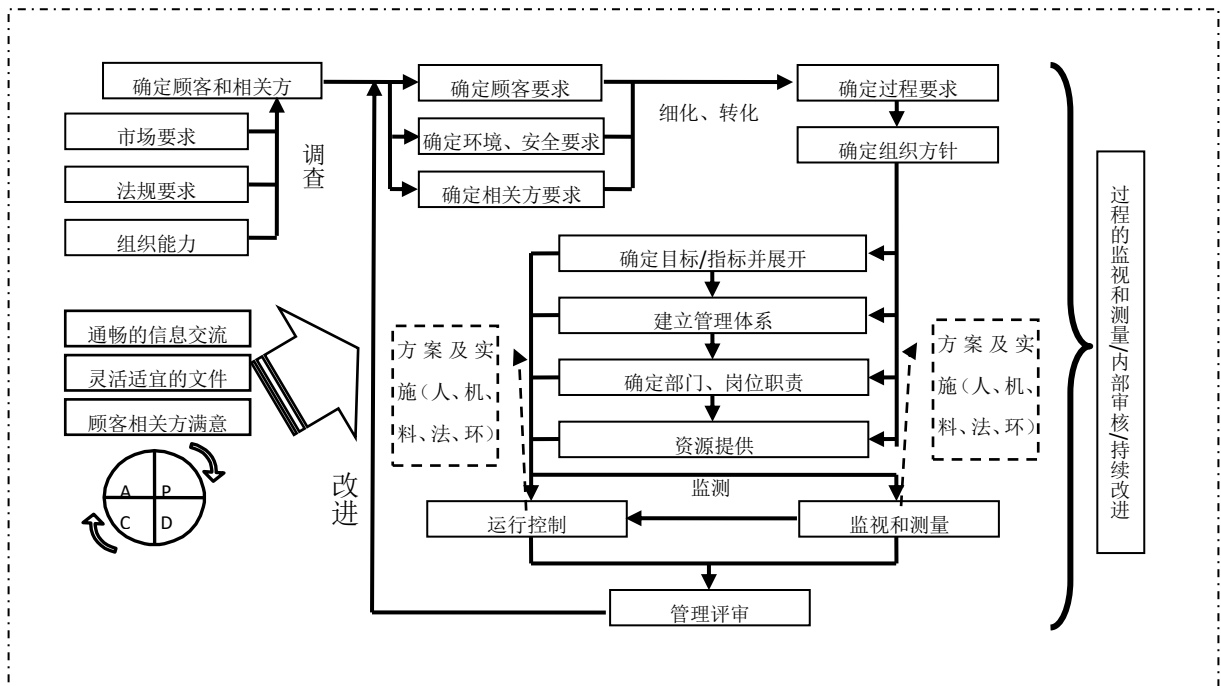 确定顾客和相关方
市场要求
法规要求
组织能力
调查
确定顾客要求
确定环境、安全要求
确定相关方要求
细化、转化
确定过程要求
确定组织方针
确定目标/指标并展开
建立管理体系
确定部门、岗位职责
资源提供
通畅的信息交流
灵活适宜的文件
顾客相关方满意
A P
C D
改进
方案及实
施(人、机、
料、法、环)
方案及实
施(人、机、
料、法、环)
监测
运行控制
监视和测量
管理评审
过程的监视和测量/内部审核/持续改进